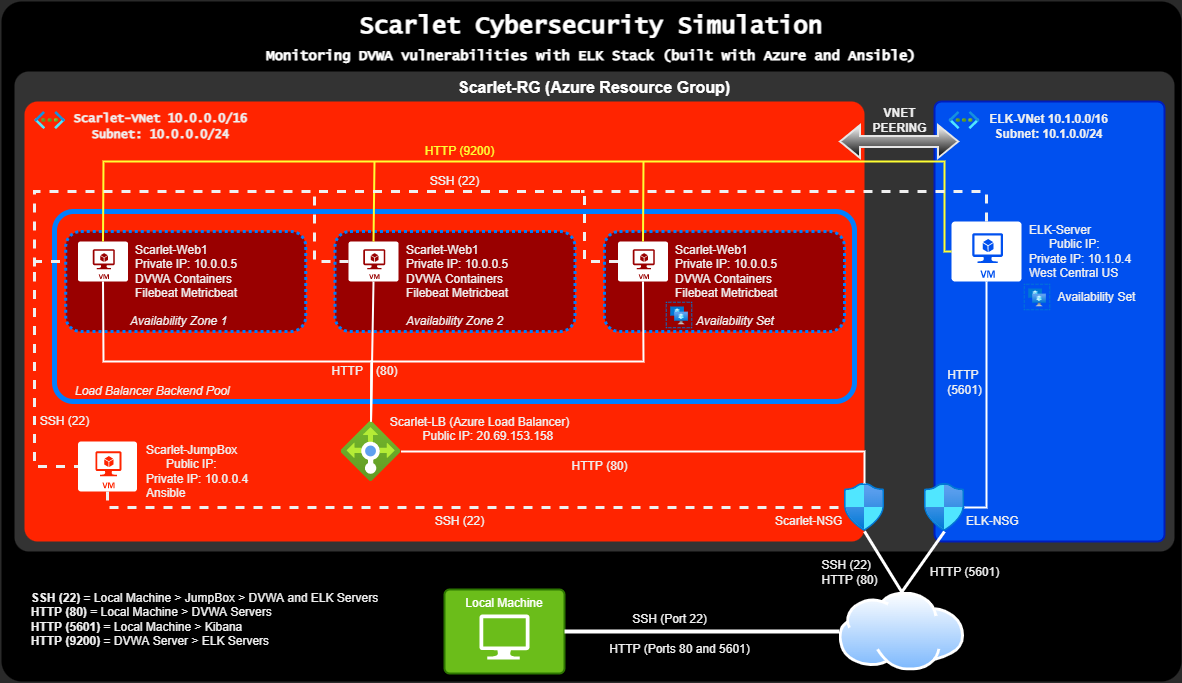 Scarlet Cybersecurity Simulation
Monitoring DVWA vulnerabilities with ELK Stack (built with Azure and Ansible)
Scarlet-RG (Azure Resource Group)
Scarlet-VNet 10.0.0.0/16
Subnet: 10.0.0.0/24
VNET
PEERING
ELK-VNet 10.1.0.0/16
Subnet: 10.1.0.0/24
HTTP (9200)
SSH (22)
VM
Scarlet-Web1
Private IP: 10.0.0.5
DVWA Containers
Filebeat Metricbeat
Availability Zone 1
VM
Scarlet-Web1
Private IP: 10.0.0.5
DVWA Containers
Filebeat Metricbeat
Availability Zone 2
VM
Scarlet-Web1
Private IP: 10.0.0.5
DVWA Containers
Filebeat Metricbeat
Availability Set
VM
ELK-Server
Public IP:
Private IP: 10.1.0.4
West Central US
Availability Set
HTTP (80)
Load Balancer Backend Pool
HTTP
(5601)
SSH (22)
Scarlet-LB (Azure Load Balancer)
Public IP: 20.69.153.158
VM
Scarlet-JumpBox
Public IP:
Private IP: 10.0.0.4
Ansible
HTTP (80)
SSH (22)
Scarlet-NSG
ELK-NSG
SSH (22)
HTTP (80)
HTTP (5601)
SSH (22) = Local Machine > JumpBox > DVWA and ELK Servers
HTTP (80) = Local Machine > DVWA Servers
HTTP (5601) = Local Machine > Kibana
HTTP (9200) = DVWA Server > ELK Servers
Local Machine
SSH (Port 22)
HTTP (Ports 80 and 5601)